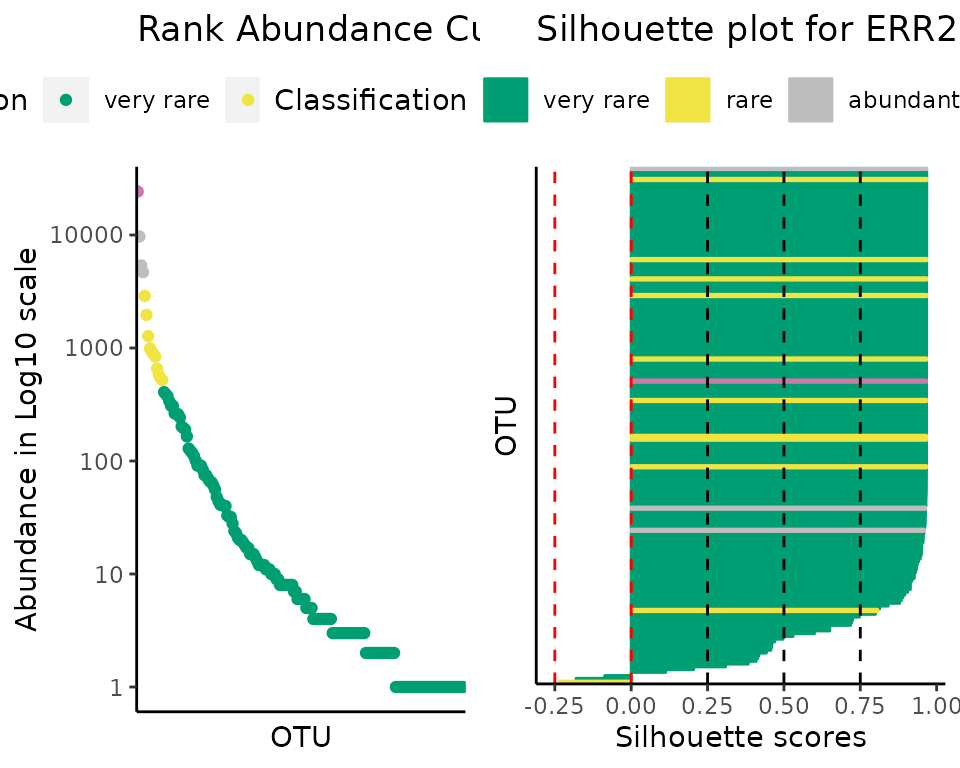 Rank Abundance Cu
on very rare
Abundance in Log10 scale
10000
1000
100
10
1
OTU
Silhouette plot for ERR2
Classification very rare rare abundant
OTU
-0.25 0.00 0.25 0.50 0.75 1.00
Silhouette scores